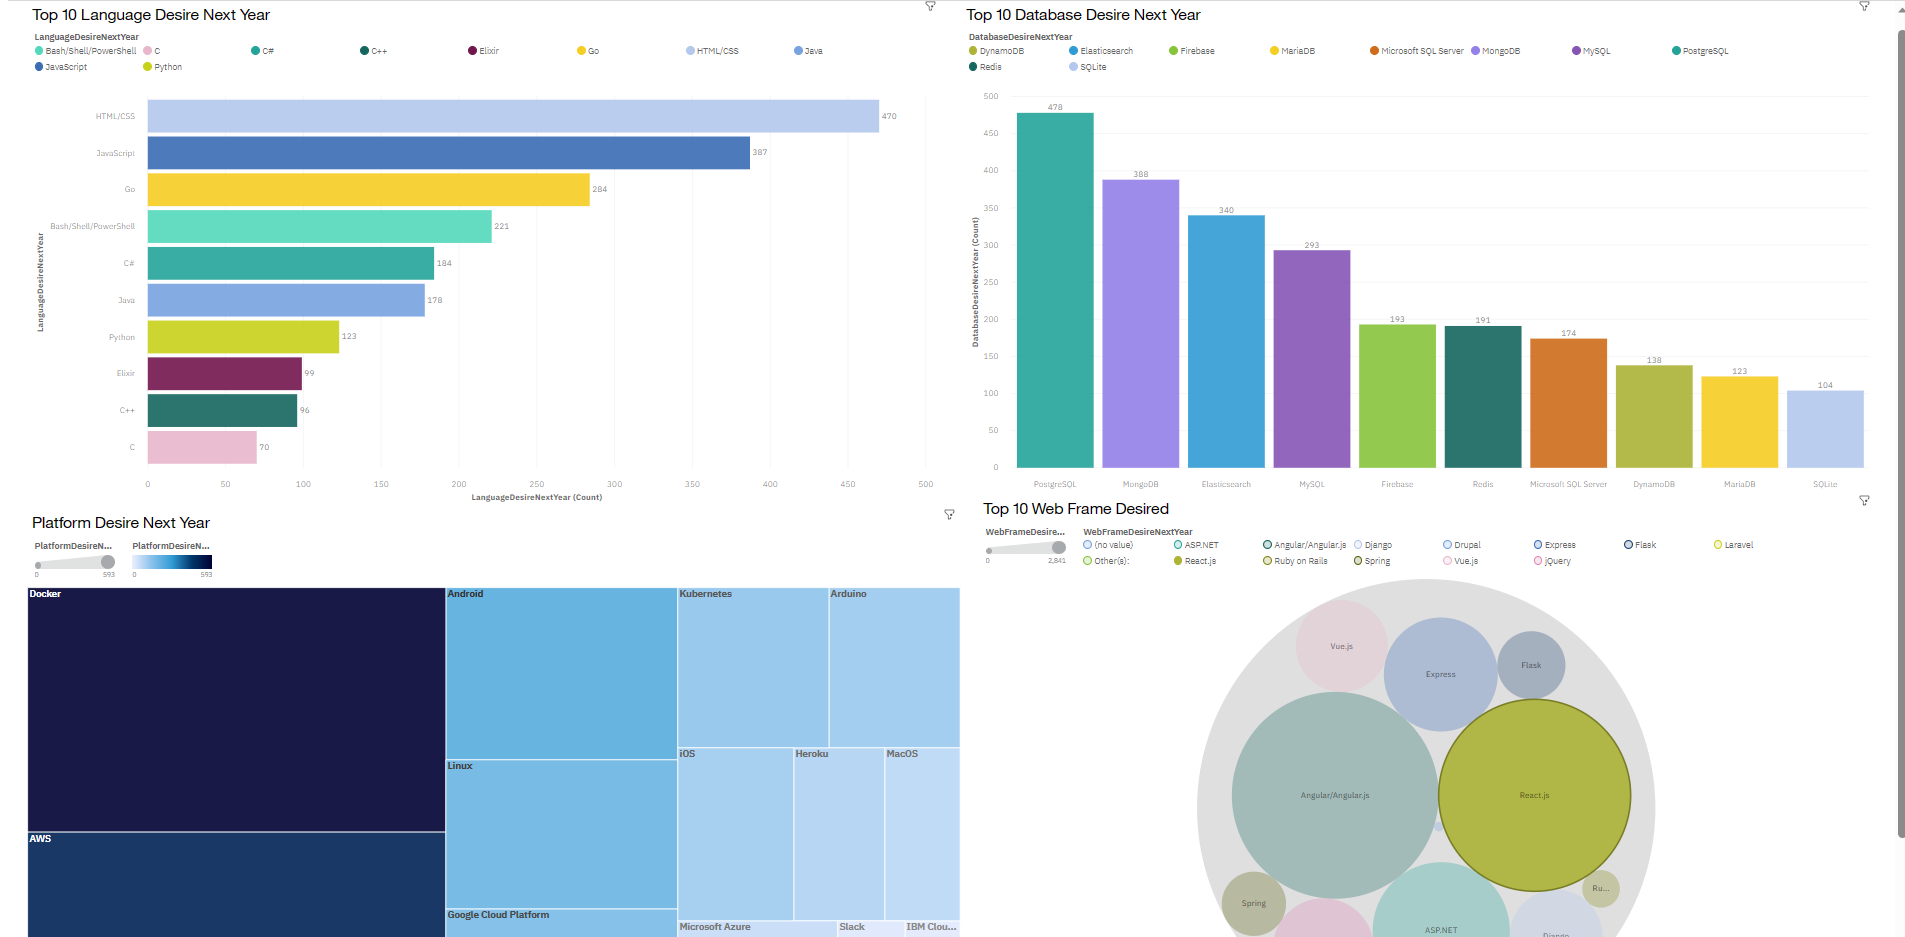 Top 10 Language Desire Next Year
LanguageDesireNextYear
Bash/Shell/PowerShell C C# C++ Elixir Go HTML/CSS Java
JavaScript Python
LanguageDesireNextYear
HTML/CSS 470
JavaScript 387
Go 284
Bash/Shell/PowerShell 221
C# 184
Java 178
Python 123
Elixir 99
C++ 96
C 70
0 50 100 150 200 250 300 350 400 450 500
LanguageDesireNextYear (Count)
Top 10 Database Desire Next Year
DatabaseDesireNextYear
DynamoDB Elasticsearch Firebase MariaDB Microsoft SQL Server MongoDB MySQL PostgreSQL
Redis SQLite
DatabaseDesireNextYear (Count)
500
450
400
350
300
250
200
150
100
50
0
478 388 340 293 193 191 174 138 123 104
PostgreSQL MongoDB Elasticsearch MySQL Firebase Redis Microsoft SQL Server DynamoDB MariaDB SQLite
Platform Desire Next Year
PlatformDesireN... PlatformDesireN...
0 593 0 593
Docker Android Kubernetes Arduino
iOS Heroku MacOS
Linux
AWS
Google Cloud Platform
Microsoft Azure Slack IBM Clou...
Top 10 Web Frame Desired
WebFrameDesire... WebFrameDesireNextYear
0 2,841
(no value) ASP.NET Angular/Angular.js Django Drupal Express Flask Laravel
Other(s): React.js Ruby on Rails Spring Vue.js jQuery
Vue.js
Express
Flask
Angular/Angular.js
React.js
Ru...
Spring
ASP.NET
Django